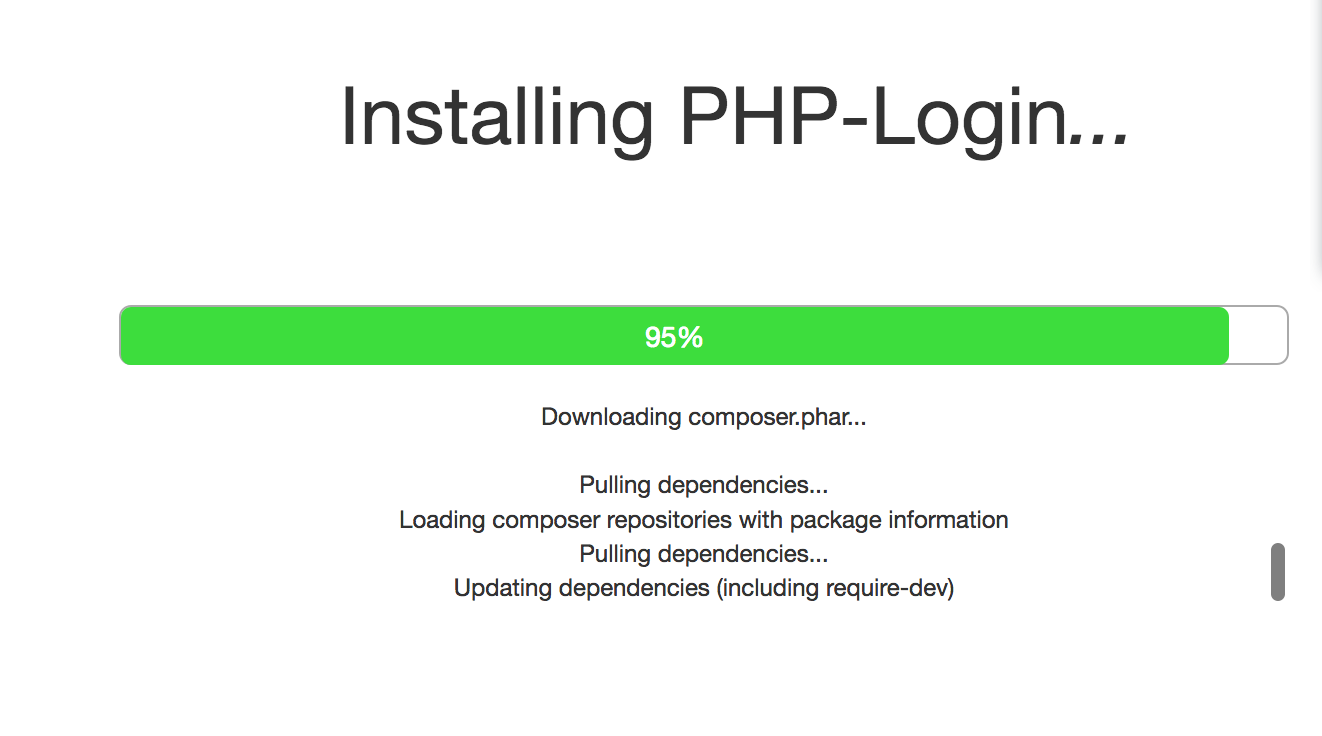 Installing PHP-Login...
95%
Downloading composer.phar...
Pulling dependencies...
Loading composer repositories with package information
Pulling dependencies...
Updating dependencies (including require-dev)